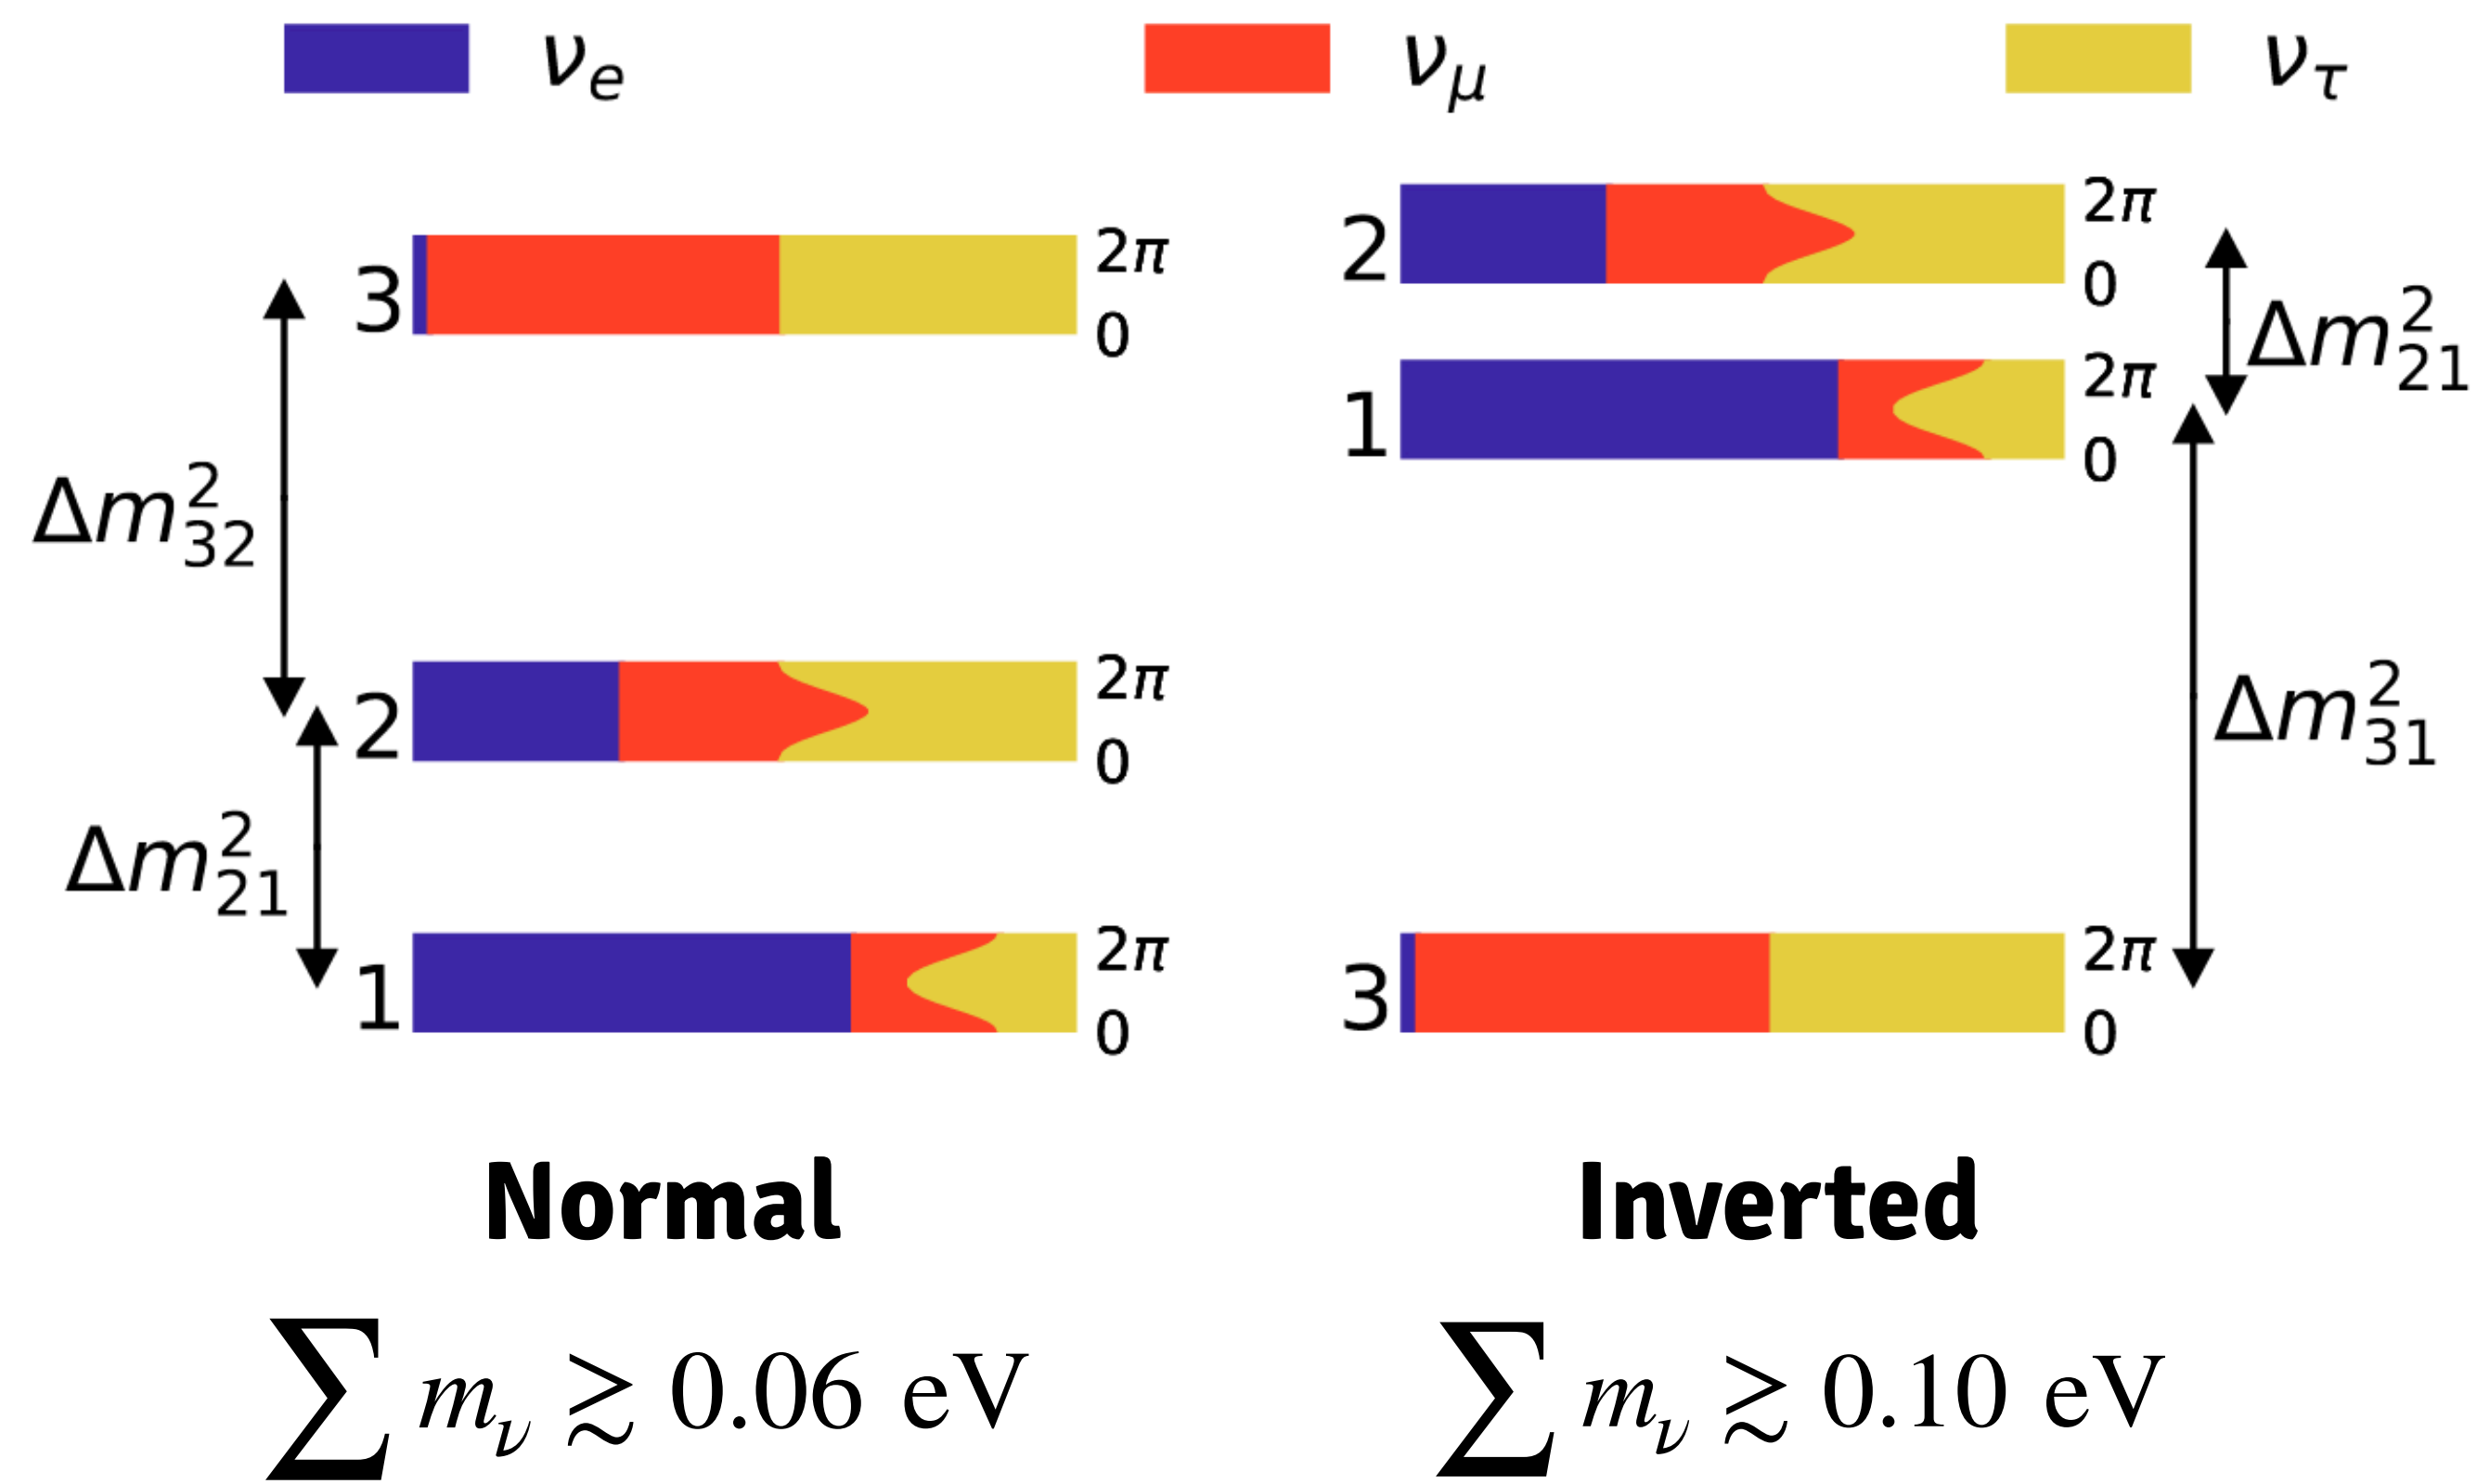 νe νμ ντ
3 2π 0
Δm²₃₂
2 2π 0
Δm²₂₁
1 2π 0
Normal
∑ mν ≳ 0.06 eV
2 2π 0
Δm²₂₁
1 2π 0
Δm²₃₁
3 2π 0
Inverted
∑ mν ≳ 0.10 eV